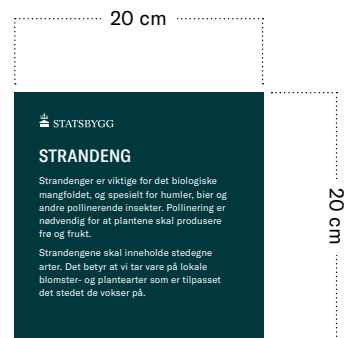 20 cm
STATSBYGG
STRANDENG
Strandenger er viktige for det biologiske
mangfoldet, og spesielt for humler, bier og
andre pollinerende insekter. Pollinering er
nødvendig for at plantene skal produsere
frø og frukt.
Strandengene skal inneholde stedegne
arter. Det betyr at vi tar vare på lokale
blomster- og plantearter som er tilpasset
det stedet de vokser på.
20 cm